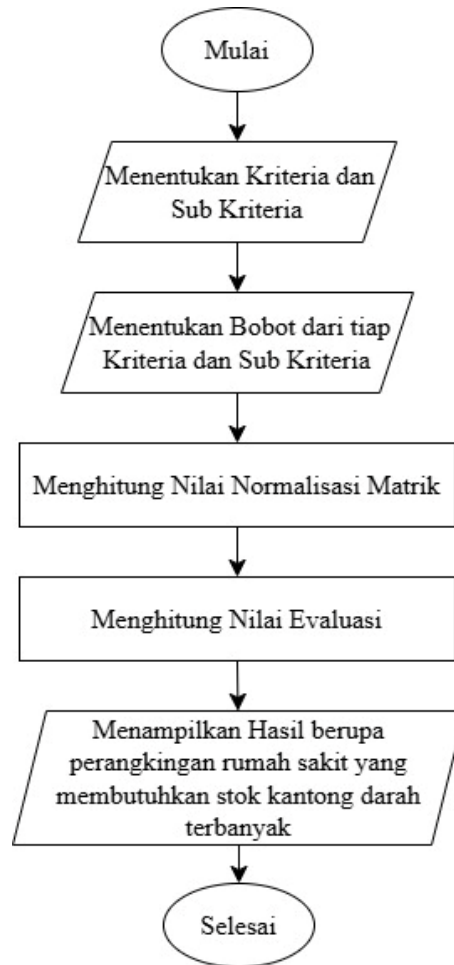 Mulai
Menentukan Kriteria dan
Sub Kriteria
Menentukan Bobot dari tiap
Kriteria dan Sub Kriteria
Menghitung Nilai Normalisasi Matrik
Menghitung Nilai Evaluasi
Menampilkan Hasil berupa
perangkingan rumah sakit yang
membutuhkan stok kantong darah
terbanyak
Selesai